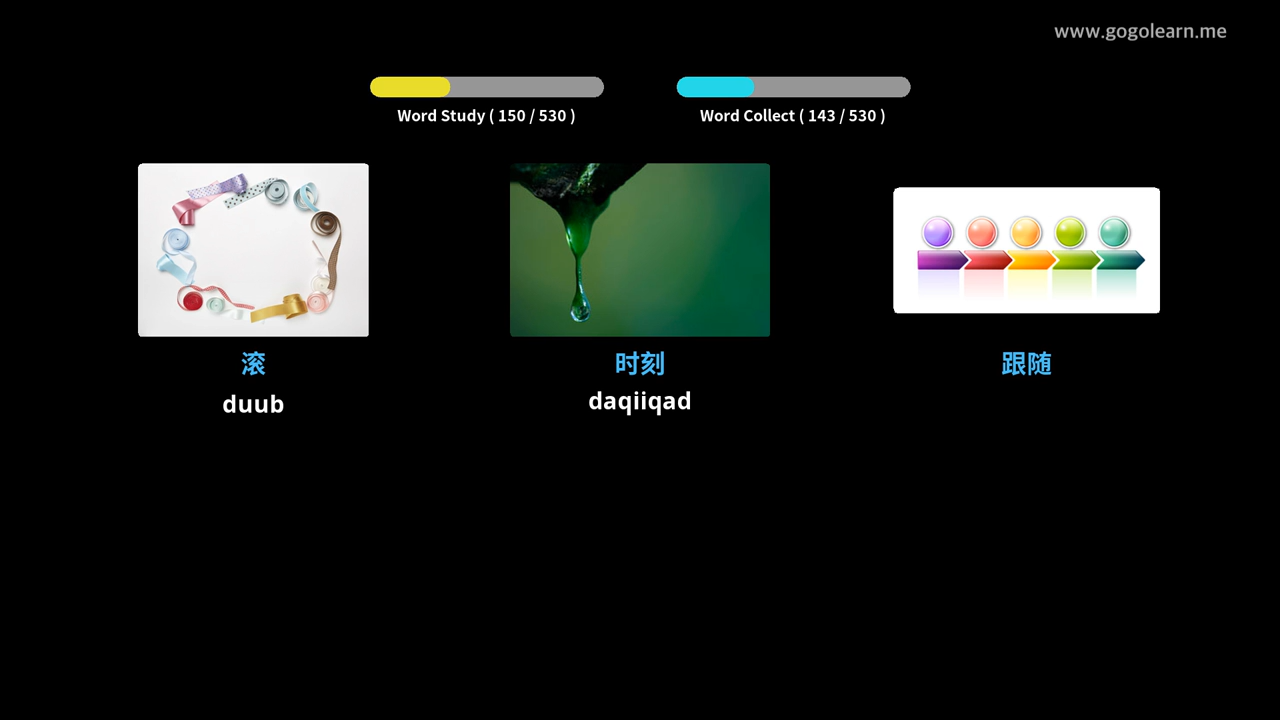 www.gogolearn.me
Word Study ( 150 / 530 )
Word Collect ( 143 / 530 )
滚
时刻
跟随
duub
daqiiqad